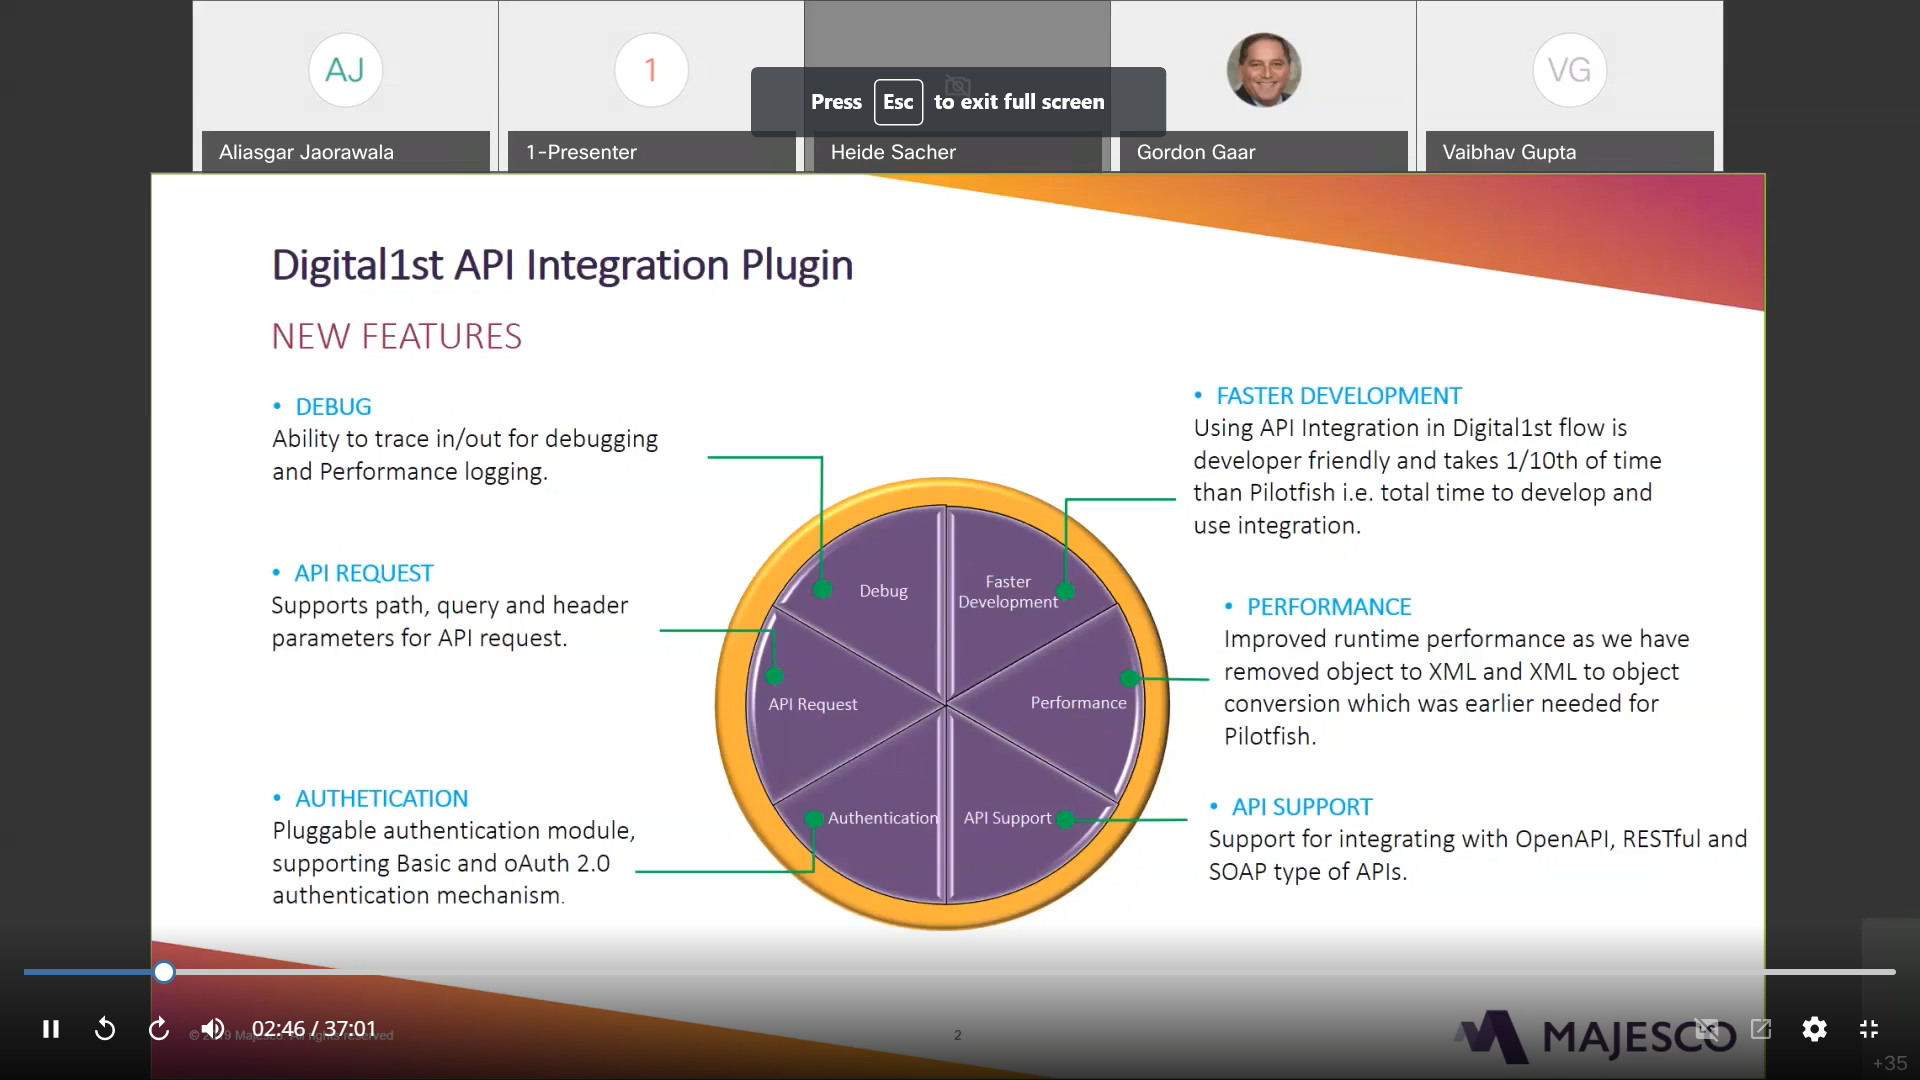 AJ
1
VG
Press Esc to exit full screen
Aliasgar Jaorawala
1-Presenter
Heide Sacher
Gordon Gaar
Vaibhav Gupta
Digital1st API Integration Plugin
NEW FEATURES
• DEBUG
Ability to trace in/out for debugging
and Performance logging.
• API REQUEST
Supports path, query and header
parameters for API request.
• AUTHETICATION
Pluggable authentication module,
supporting Basic and oAuth 2.0
authentication mechanism.
Debug
Faster
Development
API Request
Performance
Authentication
API Support
• FASTER DEVELOPMENT
Using API Integration in Digital1st flow is
developer friendly and takes 1/10th of time
than Pilotfish i.e. total time to develop and
use integration.
• PERFORMANCE
Improved runtime performance as we have
removed object to XML and XML to object
conversion which was earlier needed for
Pilotfish.
• API SUPPORT
Support for integrating with OpenAPI, RESTful and
SOAP type of APIs.
02:46 / 37:01
© 2019 Majesco. All rights reserved
2
MAJESCO
+35